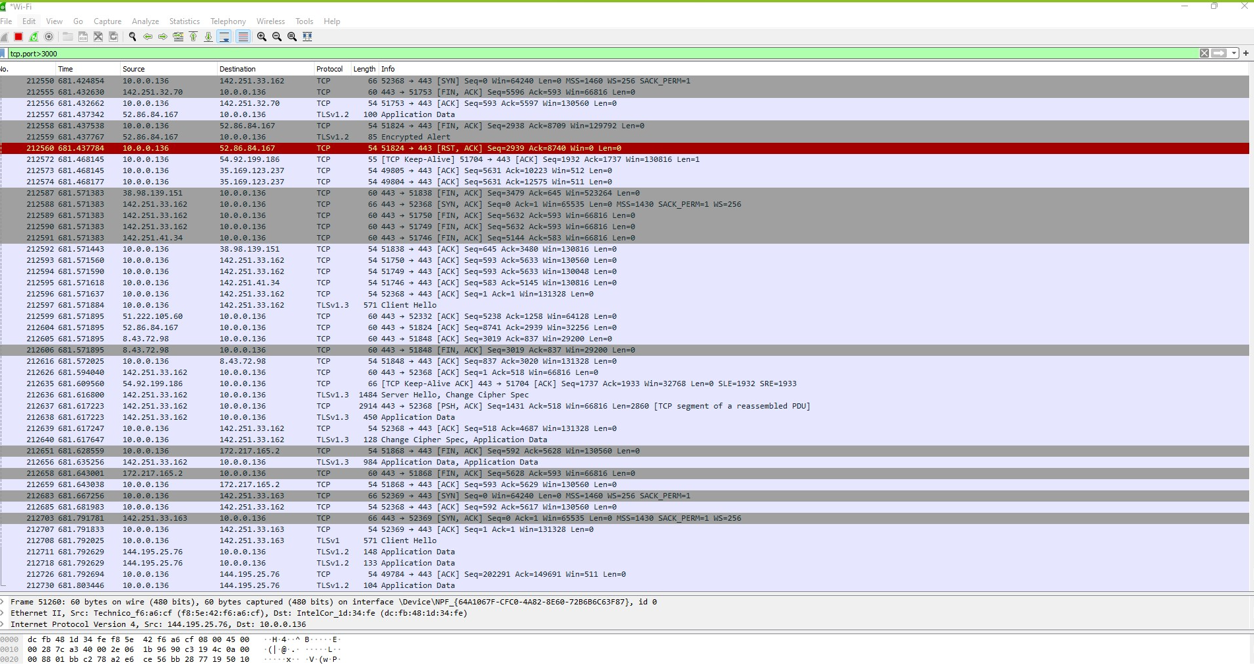 *Wi-Fi
File Edit View Go Capture Analyze Statistics Telephony Wireless Tools Help
tcp.port>3000
No. Time Source Destination Protocol Length Info
212550 681.424854 10.0.0.136 142.251.33.162 TCP 66 52368 → 443 [SYN] Seq=0 Win=64240 Len=0 MSS=1460 WS=256 SACK_PERM=1
212555 681.432630 142.251.32.70 10.0.0.136 TCP 60 443 → 51753 [FIN, ACK] Seq=5596 Ack=593 Win=66816 Len=0
212556 681.432662 10.0.0.136 142.251.32.70 TCP 54 51753 → 443 [ACK] Seq=593 Ack=5597 Win=130560 Len=0
212557 681.437342 52.86.84.167 10.0.0.136 TLSv1.2 100 Application Data
212558 681.437538 10.0.0.136 52.86.84.167 TCP 54 51824 → 443 [FIN, ACK] Seq=2938 Ack=8709 Win=129792 Len=0
212559 681.437767 52.86.84.167 10.0.0.136 TLSv1.2 85 Encrypted Alert
212560 681.437784 10.0.0.136 52.86.84.167 TCP 54 51824 → 443 [RST, ACK] Seq=2939 Ack=8740 Win=0 Len=0
212572 681.468145 10.0.0.136 54.92.199.186 TCP 55 [TCP Keep-Alive] 51704 → 443 [ACK] Seq=1932 Ack=1737 Win=130816 Len=1
212573 681.468145 10.0.0.136 35.169.123.237 TCP 54 49805 → 443 [ACK] Seq=5631 Ack=10223 Win=512 Len=0
212574 681.468177 10.0.0.136 35.169.123.237 TCP 54 49804 → 443 [ACK] Seq=5631 Ack=12575 Win=511 Len=0
212587 681.571383 38.98.139.151 10.0.0.136 TCP 60 443 → 51838 [FIN, ACK] Seq=3479 Ack=645 Win=523264 Len=0
212588 681.571383 142.251.33.162 10.0.0.136 TCP 66 443 → 52368 [SYN, ACK] Seq=0 Ack=1 Win=65535 Len=0 MSS=1430 SACK_PERM=1 WS=256
212589 681.571383 142.251.33.162 10.0.0.136 TCP 60 443 → 51750 [FIN, ACK] Seq=5632 Ack=593 Win=66816 Len=0
212590 681.571383 142.251.33.162 10.0.0.136 TCP 60 443 → 51749 [FIN, ACK] Seq=5632 Ack=593 Win=66816 Len=0
212591 681.571383 142.251.41.34 10.0.0.136 TCP 60 443 → 51746 [FIN, ACK] Seq=5144 Ack=583 Win=66816 Len=0
212592 681.571443 10.0.0.136 38.98.139.151 TCP 54 51838 → 443 [ACK] Seq=645 Ack=3480 Win=130816 Len=0
212593 681.571560 10.0.0.136 142.251.33.162 TCP 54 51750 → 443 [ACK] Seq=593 Ack=5633 Win=130560 Len=0
212594 681.571590 10.0.0.136 142.251.33.162 TCP 54 51749 → 443 [ACK] Seq=593 Ack=5633 Win=130048 Len=0
212595 681.571618 10.0.0.136 142.251.41.34 TCP 54 51746 → 443 [ACK] Seq=583 Ack=5145 Win=130816 Len=0
212596 681.571637 10.0.0.136 142.251.33.162 TCP 54 52368 → 443 [ACK] Seq=1 Ack=1 Win=131328 Len=0
212597 681.571884 10.0.0.136 142.251.33.162 TLSv1.3 571 Client Hello
212599 681.571895 51.222.105.60 10.0.0.136 TCP 60 443 → 52332 [ACK] Seq=5238 Ack=1258 Win=64128 Len=0
212604 681.571895 52.86.84.167 10.0.0.136 TCP 60 443 → 51824 [ACK] Seq=8741 Ack=2939 Win=32256 Len=0
212605 681.571895 8.43.72.98 10.0.0.136 TCP 60 443 → 51848 [ACK] Seq=3019 Ack=837 Win=29200 Len=0
212606 681.571895 8.43.72.98 10.0.0.136 TCP 60 443 → 51848 [FIN, ACK] Seq=3019 Ack=837 Win=29200 Len=0
212616 681.572025 10.0.0.136 8.43.72.98 TCP 54 51848 → 443 [ACK] Seq=837 Ack=3020 Win=131328 Len=0
212626 681.594040 142.251.33.162 10.0.0.136 TCP 60 443 → 52368 [ACK] Seq=1 Ack=518 Win=66816 Len=0
212635 681.609560 54.92.199.186 10.0.0.136 TCP 66 [TCP Keep-Alive ACK] 443 → 51704 [ACK] Seq=1737 Ack=1933 Win=32768 Len=0 SLE=1932 SRE=1933
212636 681.616800 142.251.33.162 10.0.0.136 TLSv1.3 1484 Server Hello, Change Cipher Spec
212637 681.617223 142.251.33.162 10.0.0.136 TCP 2914 443 → 52368 [PSH, ACK] Seq=1431 Ack=518 Win=66816 Len=2860 [TCP segment of a reassembled PDU]
212638 681.617223 142.251.33.162 10.0.0.136 TLSv1.3 450 Application Data
212639 681.617247 10.0.0.136 142.251.33.162 TCP 54 52368 → 443 [ACK] Seq=518 Ack=4687 Win=131328 Len=0
212640 681.617647 10.0.0.136 142.251.33.162 TLSv1.3 128 Change Cipher Spec, Application Data
212651 681.628559 10.0.0.136 172.217.165.2 TCP 54 51868 → 443 [FIN, ACK] Seq=592 Ack=5628 Win=130560 Len=0
212656 681.635256 142.251.33.162 10.0.0.136 TLSv1.3 984 Application Data, Application Data
212658 681.643001 172.217.165.2 10.0.0.136 TCP 60 443 → 51868 [FIN, ACK] Seq=5628 Ack=593 Win=66816 Len=0
212659 681.643038 10.0.0.136 172.217.165.2 TCP 54 51868 → 443 [ACK] Seq=593 Ack=5629 Win=130560 Len=0
212683 681.667256 10.0.0.136 142.251.33.163 TCP 66 52369 → 443 [SYN] Seq=0 Win=64240 Len=0 MSS=1460 WS=256 SACK_PERM=1
212685 681.681983 10.0.0.136 142.251.33.162 TCP 54 52368 → 443 [ACK] Seq=592 Ack=5617 Win=130560 Len=0
212703 681.791781 142.251.33.163 10.0.0.136 TCP 66 443 → 52369 [SYN, ACK] Seq=0 Ack=1 Win=65535 Len=0 MSS=1430 SACK_PERM=1 WS=256
212707 681.791833 10.0.0.136 142.251.33.163 TCP 54 52369 → 443 [ACK] Seq=1 Ack=1 Win=131328 Len=0
212708 681.792025 10.0.0.136 142.251.33.163 TLSv1 571 Client Hello
212711 681.792629 144.195.25.76 10.0.0.136 TLSv1.2 148 Application Data
212718 681.792629 144.195.25.76 10.0.0.136 TLSv1.2 133 Application Data
212726 681.792694 10.0.0.136 144.195.25.76 TCP 54 49784 → 443 [ACK] Seq=202291 Ack=149691 Win=511 Len=0
212730 681.803446 10.0.0.136 144.195.25.76 TLSv1.2 104 Application Data
Frame 51260: 60 bytes on wire (480 bits), 60 bytes captured (480 bits) on interface \Device\NPF_{64A1067F-CFC0-4A82-8E60-72B6B6C63F87}, id 0
Ethernet II, Src: Technico_f6:a6:cf (f8:5e:42:f6:a6:cf), Dst: IntelCor_1d:34:fe (dc:fb:48:1d:34:fe)
Internet Protocol Version 4, Src: 144.195.25.76, Dst: 10.0.0.136
0000 dc fb 48 1d 34 fe f8 5e 42 f6 a6 cf 08 00 45 00 ··H·4··^ B·····E·
0010 00 28 7c a3 40 00 2e 06 1b 96 90 c3 19 4c 0a 00 ·(|·@·.· ·····L··
0020 00 88 01 bb c2 78 a2 e6 ce 56 bb 28 77 19 50 10 ·····x·· ·V·(w·P·